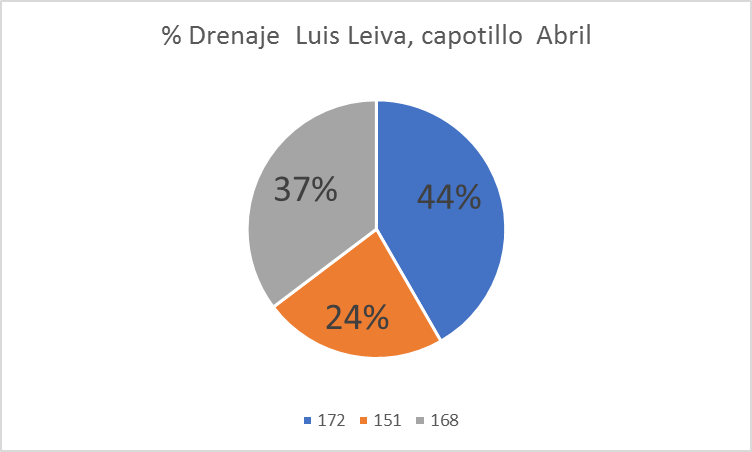 % Drenaje  Luis Leiva, capotillo  Abril
37%
44%
24%
172 151 168